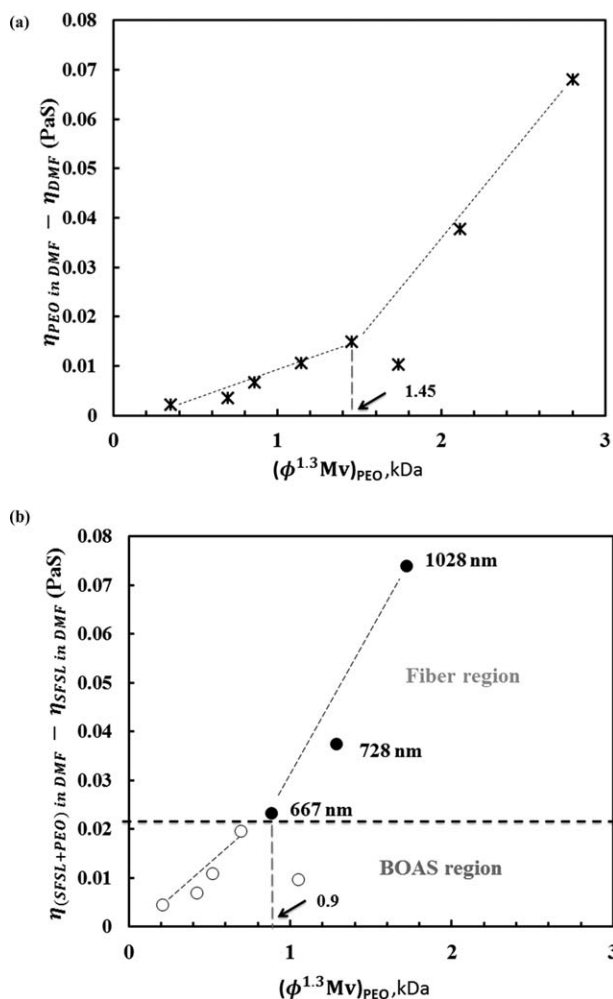 (a)
0.08
0.07
0.06
0.05
0.04
0.03
0.02
0.01
0
η_PEO in DMF − η_DMF (PaS)
1.45
0 1 2 3
(ϕ^1.3 Mv)_PEO,kDa
(b)
0.08
0.07
0.06
0.05
0.04
0.03
0.02
0.01
0
η_(SFSL+PEO) in DMF − η_SFSL in DMF (PaS)
1028 nm
Fiber region
728 nm
667 nm
BOAS region
0.9
0 1 2 3
(ϕ^1.3 Mv)_PEO,kDa